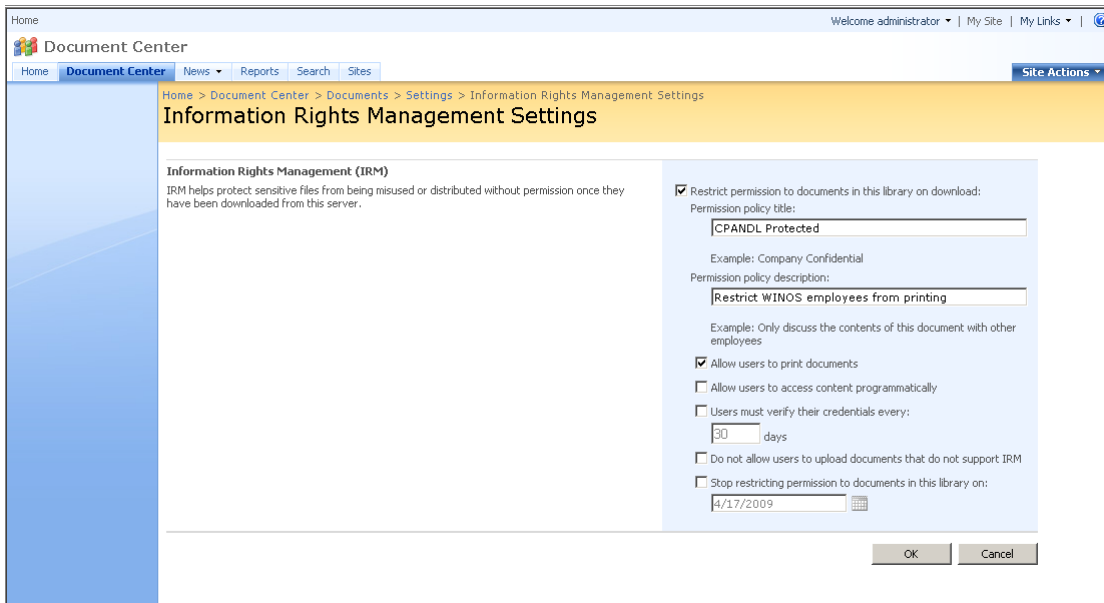 Home
Welcome administrator | My Site | My Links |
Document Center
Home Document Center News Reports Search Sites
Site Actions
Home > Document Center > Documents > Settings > Information Rights Management Settings
Information Rights Management Settings
Information Rights Management (IRM)
IRM helps protect sensitive files from being misused or distributed without permission once they
have been downloaded from this server.
Restrict permission to documents in this library on download:
Permission policy title:
CPANDL Protected
Example: Company Confidential
Permission policy description:
Restrict WINOS employees from printing
Example: Only discuss the contents of this document with other
employees
Allow users to print documents
Allow users to access content programmatically
Users must verify their credentials every:
30 days
Do not allow users to upload documents that do not support IRM
Stop restricting permission to documents in this library on:
4/17/2009
OK Cancel